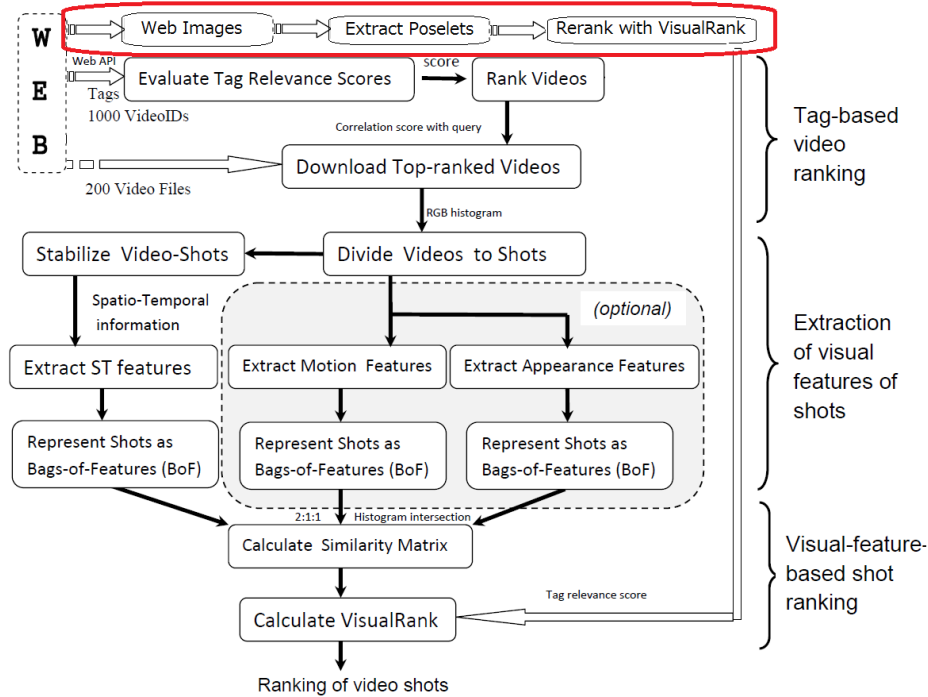 W
E
B
Web Images
Extract Poselets
Rerank with VisualRank
Web API
Tags
1000 VideoIDs
Evaluate Tag Relevance Scores
score
Rank Videos
Correlation score with query
200 Video Files
Download Top-ranked Videos
Tag-based
video
ranking
RGB histogram
Stabilize Video-Shots
Divide Videos to Shots
Spatio-Temporal
information
(optional)
Extract ST features
Extract Motion Features
Extract Appearance Features
Extraction
of visual
features of
shots
Represent Shots as
Bags-of-Features (BoF)
Represent Shots as
Bags-of-Features (BoF)
Represent Shots as
Bags-of-Features (BoF)
2:1:1
Histogram intersection
Calculate Similarity Matrix
Visual-feature-
based shot
ranking
Tag relevance score
Calculate VisualRank
Ranking of video shots